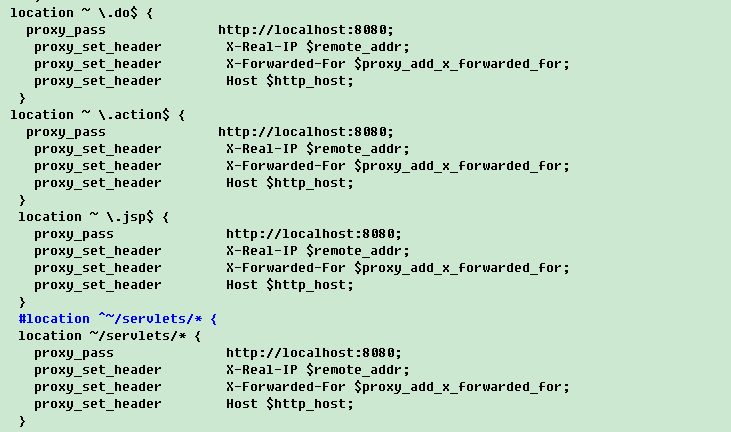 location ~ \.do$ {
proxy_pass http://localhost:8080;
proxy_set_header X-Real-IP $remote_addr;
proxy_set_header X-Forwarded-For $proxy_add_x_forwarded_for;
proxy_set_header Host $http_host;
}
location ~ \.action$ {
proxy_pass http://localhost:8080;
proxy_set_header X-Real-IP $remote_addr;
proxy_set_header X-Forwarded-For $proxy_add_x_forwarded_for;
proxy_set_header Host $http_host;
}
location ~ \.jsp$ {
proxy_pass http://localhost:8080;
proxy_set_header X-Real-IP $remote_addr;
proxy_set_header X-Forwarded-For $proxy_add_x_forwarded_for;
proxy_set_header Host $http_host;
}
#location ^~/servlets/* {
location ~/servlets/* {
proxy_pass http://localhost:8080;
proxy_set_header X-Real-IP $remote_addr;
proxy_set_header X-Forwarded-For $proxy_add_x_forwarded_for;
proxy_set_header Host $http_host;
}